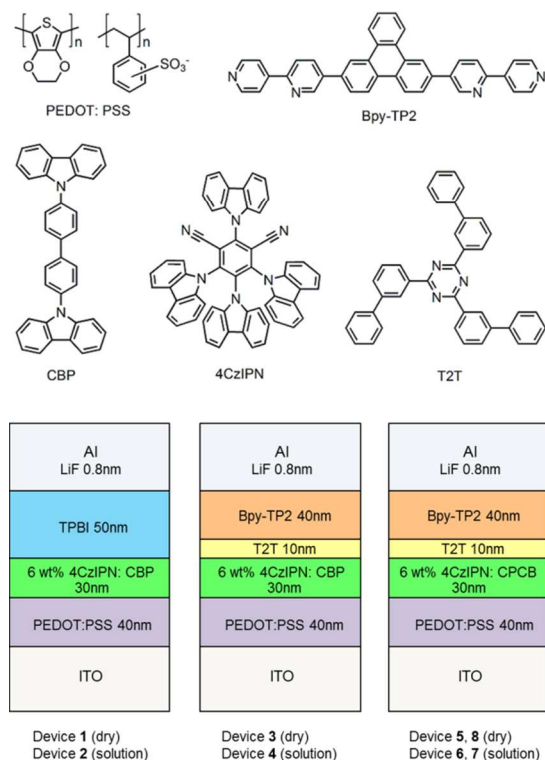 S
n
O O
n
SO₃⁻
PEDOT: PSS
N N N N
Bpy-TP2
N
N
CBP
N
N N
N N
N
4CzIPN
N N
N
T2T
Al
LiF 0.8nm
TPBI 50nm
6 wt% 4CzIPN: CBP
30nm
PEDOT:PSS 40nm
ITO
Device 1 (dry)
Device 2 (solution)
Al
LiF 0.8nm
Bpy-TP2 40nm
T2T 10nm
6 wt% 4CzIPN: CBP
30nm
PEDOT:PSS 40nm
ITO
Device 3 (dry)
Device 4 (solution)
Al
LiF 0.8nm
Bpy-TP2 40nm
T2T 10nm
6 wt% 4CzIPN: CPCB
30nm
PEDOT:PSS 40nm
ITO
Device 5, 8 (dry)
Device 6, 7 (solution)